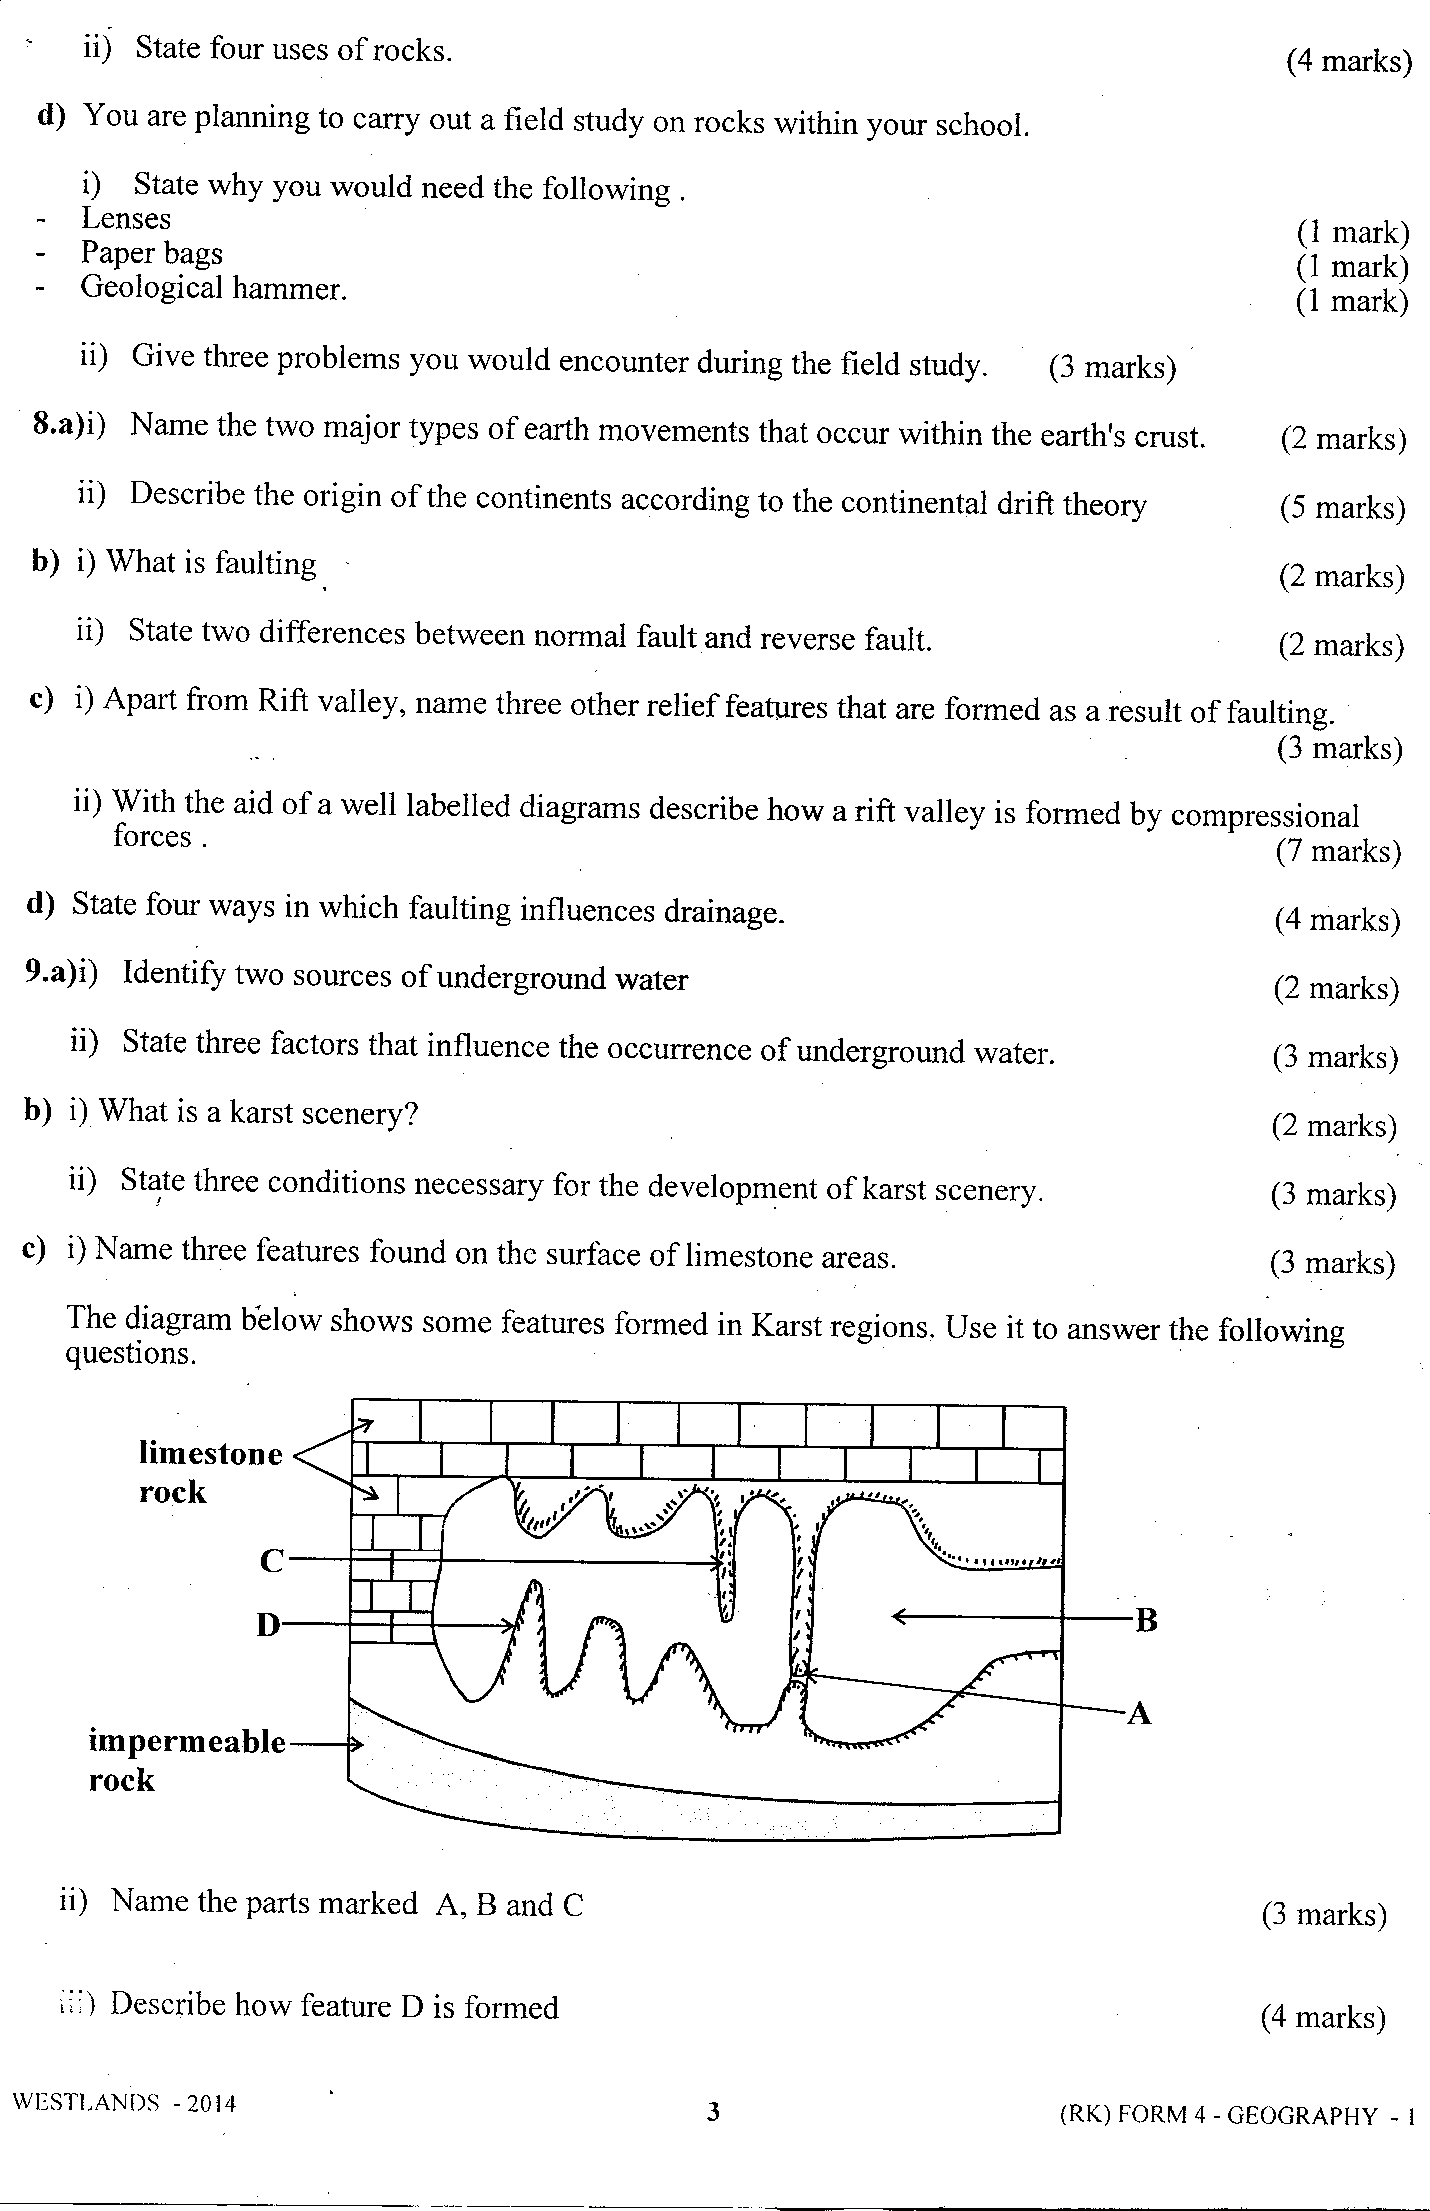 ii) State four uses of rocks. (4 marks)
d) You are planning to carry out a field study on rocks within your school.
i) State why you would need the following .
- Lenses (1 mark)
- Paper bags (1 mark)
- Geological hammer. (1 mark)
ii) Give three problems you would encounter during the field study. (3 marks)
8.a)i) Name the two major types of earth movements that occur within the earth's crust. (2 marks)
ii) Describe the origin of the continents according to the continental drift theory (5 marks)
b) i) What is faulting (2 marks)
ii) State two differences between normal fault and reverse fault. (2 marks)
c) i) Apart from Rift valley, name three other relief features that are formed as a result of faulting.
(3 marks)
ii) With the aid of a well labelled diagrams describe how a rift valley is formed by compressional
forces . (7 marks)
d) State four ways in which faulting influences drainage. (4 marks)
9.a)i) Identify two sources of underground water (2 marks)
ii) State three factors that influence the occurrence of underground water. (3 marks)
b) i) What is a karst scenery? (2 marks)
ii) State three conditions necessary for the development of karst scenery. (3 marks)
c) i) Name three features found on the surface of limestone areas. (3 marks)
The diagram below shows some features formed in Karst regions. Use it to answer the following
questions.
limestone
rock
C
D
B
A
impermeable
rock
ii) Name the parts marked A, B and C (3 marks)
iii) Describe how feature D is formed (4 marks)
WESTLANDS - 2014 3 (RK) FORM 4 - GEOGRAPHY - 1